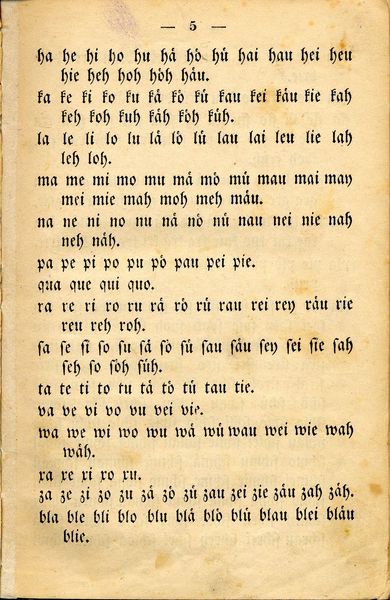 — 5 —
ha he hi ho hu hä hö hü hai hau hei heu
hie heh hoh höh häu.
ka ke ki ko ku kä kö kü kau kei käu kie kah
keh koh kuh käh köh küh.
la le li lo lu lä lö lü lau lai leu lie lah
leh loh.
ma me mi mo mu mä mö mü mau mai may
mei mie mah moh meh mäu.
na ne ni no nu nä nö nü nau nei nie nah
neh näh.
pa pe pi po pu pö pau pei pie.
qua que qui quo.
ra re ri ro ru rä rö rü rau rei rey räu rie
reu reh roh.
ſa ſe ſi ſo ſu ſä ſö ſü ſau ſäu ſey ſei ſie ſah
ſeh ſo ſöh ſüh.
ta te ti to tu tä tö tü tau tie.
va ve vi vo vu vei vie.
wa we wi wo wu wä wü wau wei wie wah
wäh.
xa xe xi xo xu.
za ze zi zo zu zä zö zü zau zei zie zäu zah zäh.
bla ble bli blo blu blä blö blü blau blei bläu
blie.